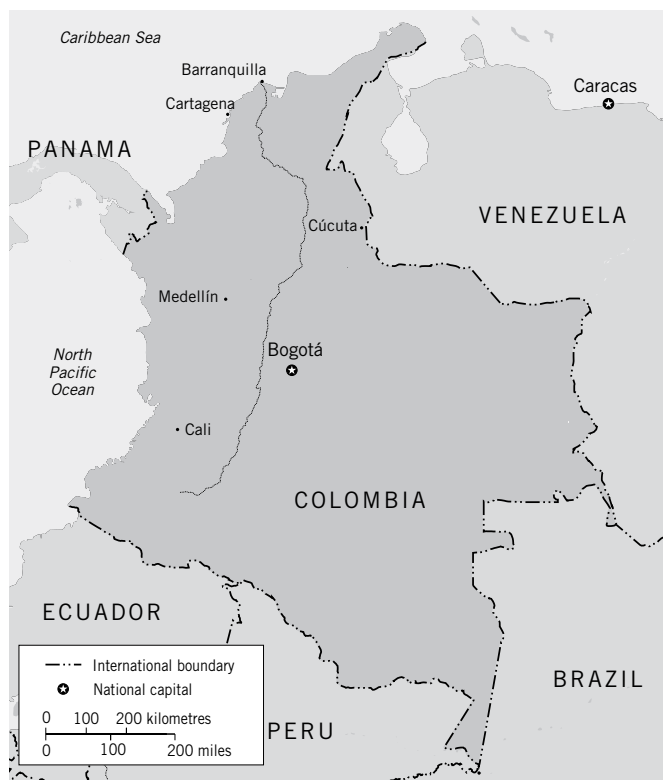 Caribbean Sea
Barranquilla
Caracas
Cartagena
PANAMA
VENEZUELA
Cúcuta
Medellín
North
Pacific
Ocean
Bogotá
Cali
COLOMBIA
ECUADOR
BRAZIL
PERU
International boundary
National capital
0 100 200 kilometres
0 100 200 miles